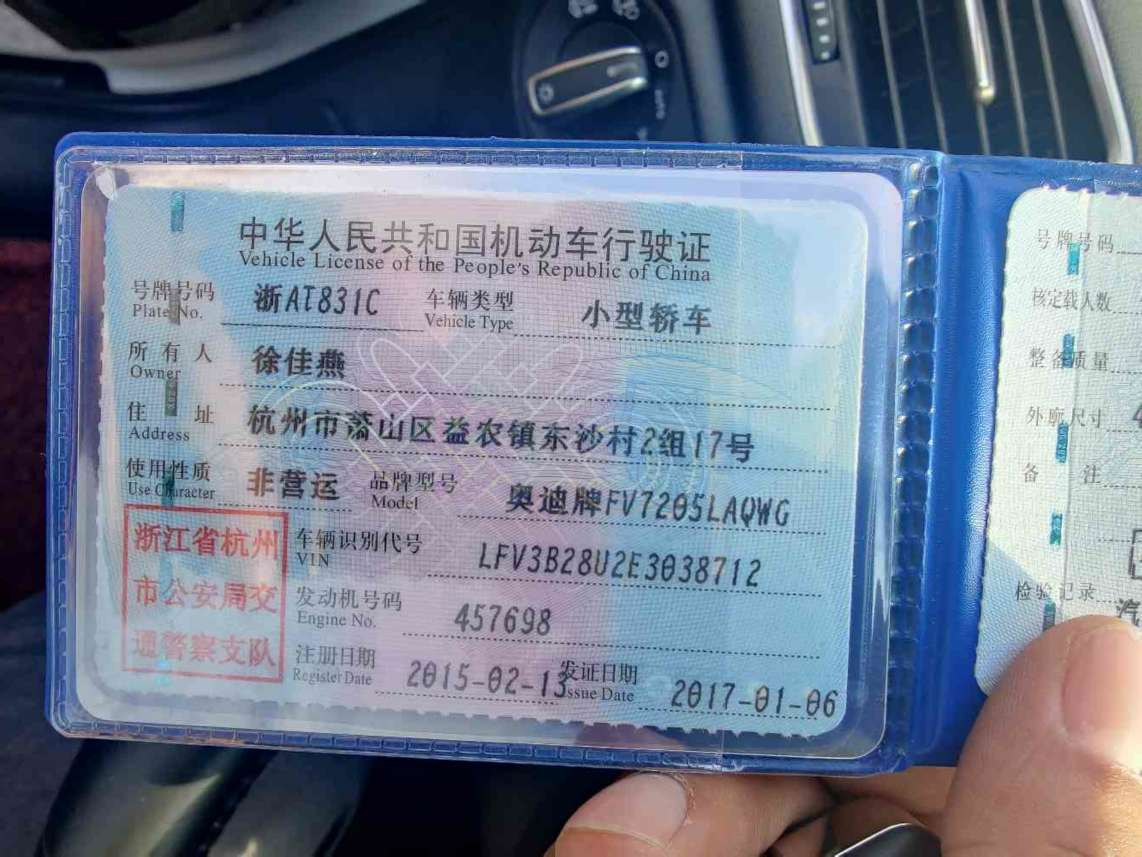 中华人民共和国机动车行驶证
Vehicle License of the People's Republic of China
号牌号码 浙AT831C 车辆类型 小型轿车
Plate No. Vehicle Type
所有人 徐佳燕
Owner
住址 杭州市萧山区益农镇东沙村2组17号
Address
使用性质 非营运 品牌型号 奥迪牌FV7205LAQWG
Use Character Model
浙江省杭州
市公安局交
通警察支队
车辆识别代号 LFV3B28U2E3038712
VIN
发动机号码 457698
Engine No.
注册日期 2015-02-13 发证日期 2017-01-06
Register Date Issue Date
号牌号码
核定载人数
整备质量
外廓尺寸
备注
检验记录
汽
AUTO